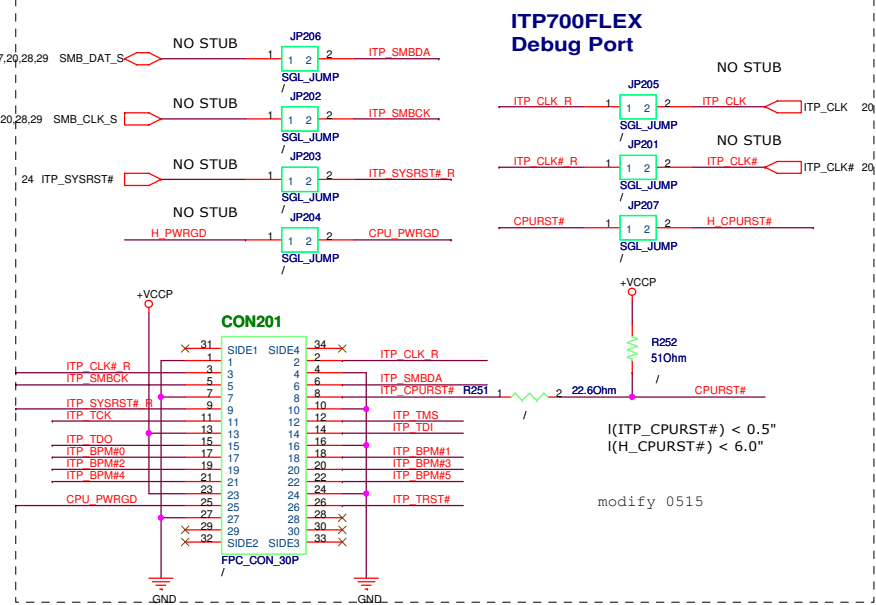 ITP700FLEX
Debug Port
7,20,28,29 SMB_DAT_S
NO STUB
1
JP206
1 2
SGL_JUMP
/
2
ITP_SMBDA
20,28,29 SMB_CLK_S
NO STUB
1
JP202
1 2
SGL_JUMP
/
2
ITP_SMBCK
24 ITP_SYSRST#
NO STUB
1
JP203
1 2
SGL_JUMP
/
2
ITP_SYSRST#_R
NO STUB
H_PWRGD
1
JP204
1 2
SGL_JUMP
/
2
CPU_PWRGD
NO STUB
ITP_CLK_R
1
JP205
1 2
SGL_JUMP
/
2
ITP_CLK
ITP_CLK 20
NO STUB
ITP_CLK#_R
1
JP201
1 2
SGL_JUMP
/
2
ITP_CLK#
ITP_CLK# 20
CPURST#
1
JP207
1 2
SGL_JUMP
/
2
H_CPURST#
+VCCP
CON201
31 SIDE1 SIDE4 34
1 1 2 2 ITP_CLK_R
ITP_CLK#_R 3 3 4 4
ITP_SMBCK 5 5 6 6 ITP_SMBDA
7 7 8 8 ITP_CPURST#
ITP_SYSRST#_R 9 9 10 10
ITP_TCK 11 11 12 12 ITP_TMS
13 13 14 14 ITP_TDI
ITP_TDO 15 15 16 16
ITP_BPM#0 17 17 18 18 ITP_BPM#1
ITP_BPM#2 19 19 20 20 ITP_BPM#3
ITP_BPM#4 21 21 22 22 ITP_BPM#5
23 23 24 24
CPU_PWRGD 25 25 26 26 ITP_TRST#
27 27 28 28
29 29 30 30
32 SIDE2 SIDE3 33
FPC_CON_30P
/
GND
GND
R251 1 2 22.6Ohm
/
+VCCP
R252
51Ohm
/
CPURST#
l(ITP_CPURST#) < 0.5"
l(H_CPURST#) < 6.0"
modify 0515